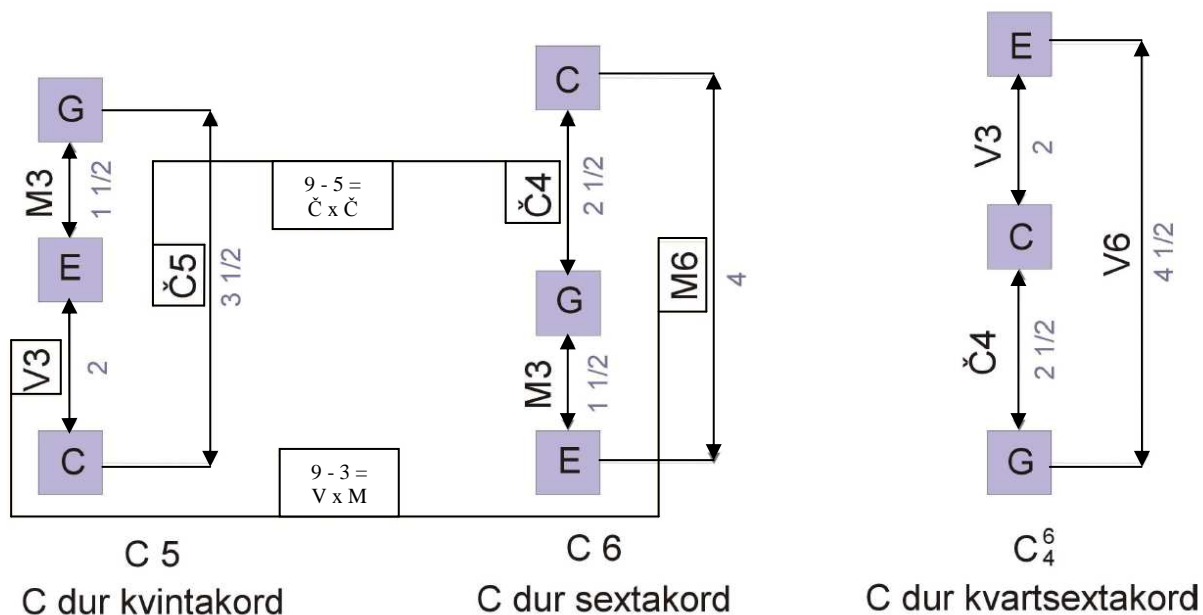 G
M3
1 1/2
E
V3
2
C
Č5
3 1/2
9 - 5 =
Č x Č
9 - 3 =
V x M
C 5
C dur kvintakord
C
Č4
2 1/2
G
M3
1 1/2
E
M6
4
C 6
C dur sextakord
E
V3
2
C
Č4
2 1/2
G
V6
4 1/2
C 6 4
C dur kvartsextakord